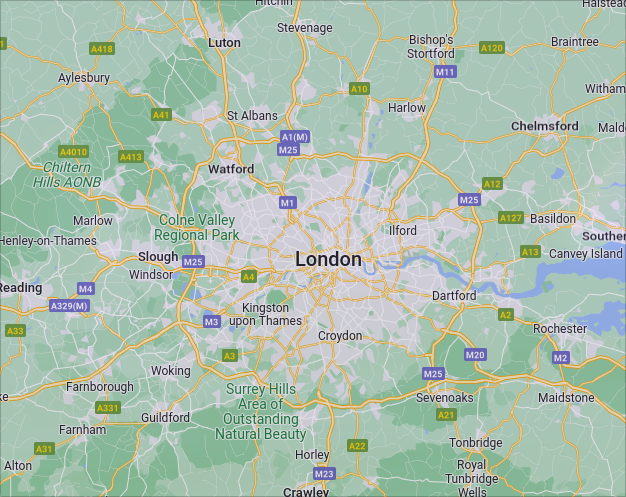 Hitchin
Halstead
Stevenage
Luton
Bishop's
Stortford
A120
Braintree
A418
1
M11
Aylesbury
A10
Witham
Harlow
A41
St Albans
Chelmsford
Maldo
A1(M)
M25
A4010
A413
Chiltern
Hills AONB
Watford
A12
M25
M1
Marlow
Colne Valley
Regional Park
A127
Basildon
Henley-on-Thames
Ilford
Souther
A13
Canvey Island
Slough
M25
London
Windsor
A4
Reading
M4
Dartford
A329(M)
Kingston
upon Thames
A2
M3
A33
Rochester
Croydon
A3
M20
M2
Woking
M25
Farnborough
Surrey Hills
Area of
Outstanding
Natural Beauty
Sevenoaks
Maidstone
ke
A331
Guildford
A21
Farnham
A31
A22
Tonbridge
Horley
Alton
Royal
Tunbridge
Wells
M23
Crawley